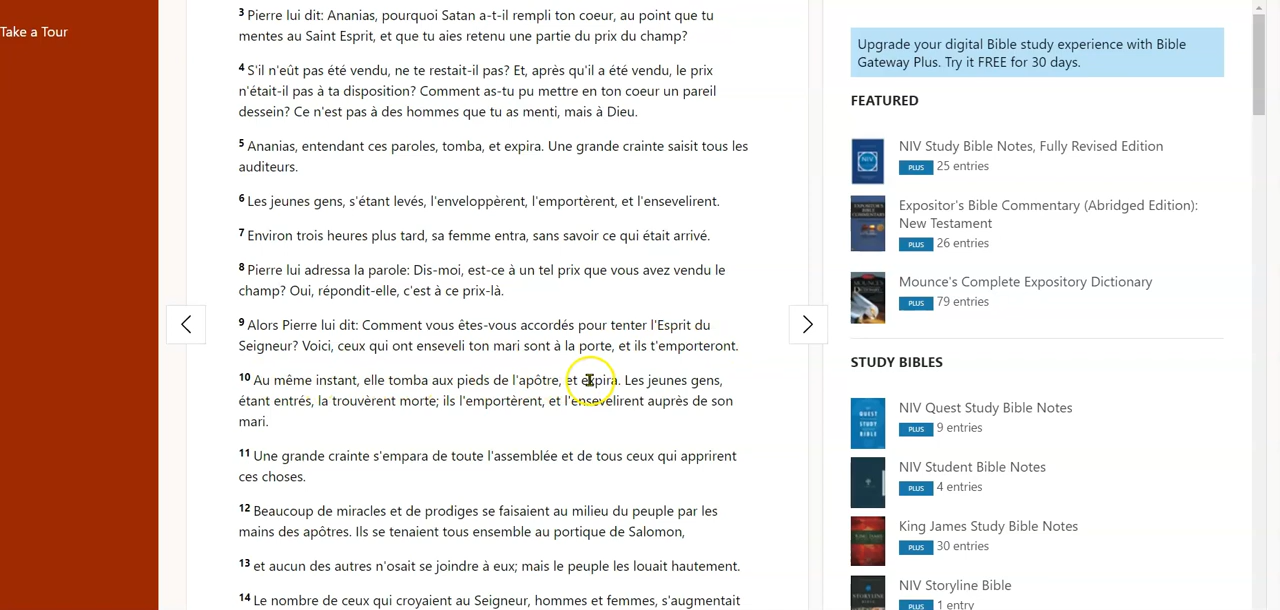 Take a Tour
3 Pierre lui dit: Ananias, pourquoi Satan a-t-il rempli ton coeur, au point que tu
mentes au Saint Esprit, et que tu aies retenu une partie du prix du champ?
4 S'il n'eût pas été vendu, ne te restait-il pas? Et, après qu'il a été vendu, le prix
n'était-il pas à ta disposition? Comment as-tu pu mettre en ton coeur un pareil
dessein? Ce n'est pas à des hommes que tu as menti, mais à Dieu.
5 Ananias, entendant ces paroles, tomba, et expira. Une grande crainte saisit tous les
auditeurs.
6 Les jeunes gens, s'étant levés, l'enveloppèrent, l'emportèrent, et l'ensevelirent.
7 Environ trois heures plus tard, sa femme entra, sans savoir ce qui était arrivé.
8 Pierre lui adressa la parole: Dis-moi, est-ce à un tel prix que vous avez vendu le
champ? Oui, répondit-elle, c'est à ce prix-là.
9 Alors Pierre lui dit: Comment vous êtes-vous accordés pour tenter l'Esprit du
Seigneur? Voici, ceux qui ont enseveli ton mari sont à la porte, et ils t'emporteront.
10 Au même instant, elle tomba aux pieds de l'apôtre, et expira. Les jeunes gens,
étant entrés, la trouvèrent morte; ils l'emportèrent, et l'ensevelirent auprès de son
mari.
11 Une grande crainte s'empara de toute l'assemblée et de tous ceux qui apprirent
ces choses.
12 Beaucoup de miracles et de prodiges se faisaient au milieu du peuple par les
mains des apôtres. Ils se tenaient tous ensemble au portique de Salomon,
13 et aucun des autres n'osait se joindre à eux; mais le peuple les louait hautement.
14 Le nombre de ceux qui croyaient au Seigneur, hommes et femmes, s'augmentait
Upgrade your digital Bible study experience with Bible
Gateway Plus. Try it FREE for 30 days.
FEATURED
NIV Study Bible Notes, Fully Revised Edition
PLUS 25 entries
Expositor's Bible Commentary (Abridged Edition):
New Testament
PLUS 26 entries
Mounce's Complete Expository Dictionary
PLUS 79 entries
STUDY BIBLES
NIV Quest Study Bible Notes
PLUS 9 entries
NIV Student Bible Notes
PLUS 4 entries
King James Study Bible Notes
PLUS 30 entries
NIV Storyline Bible
PLUS 1 entry